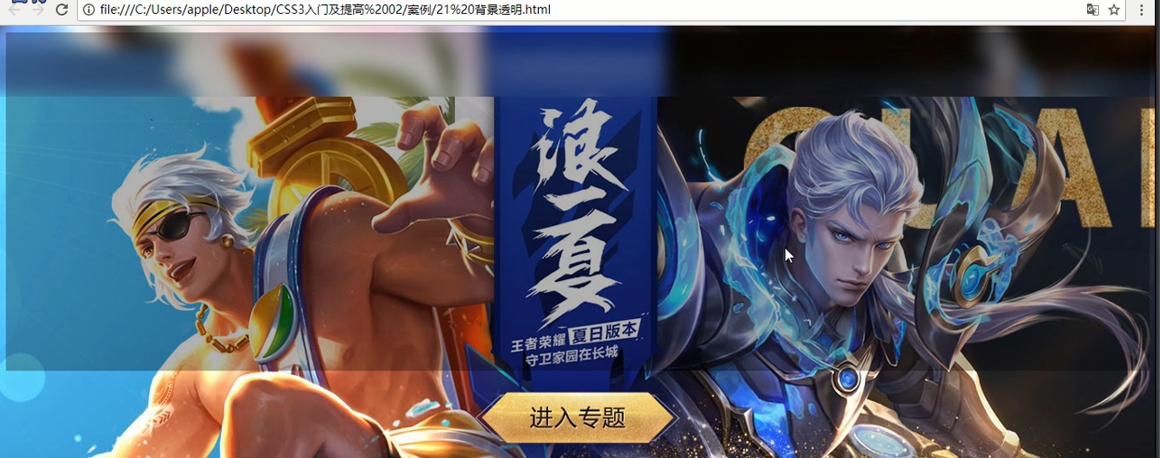 file:///C:/Users/apple/Desktop/CSS3入门及提高%2002/案例/21%20背景透明.html
浪
一
夏
王者荣耀 夏日版本
守卫家园在长城
进入专题